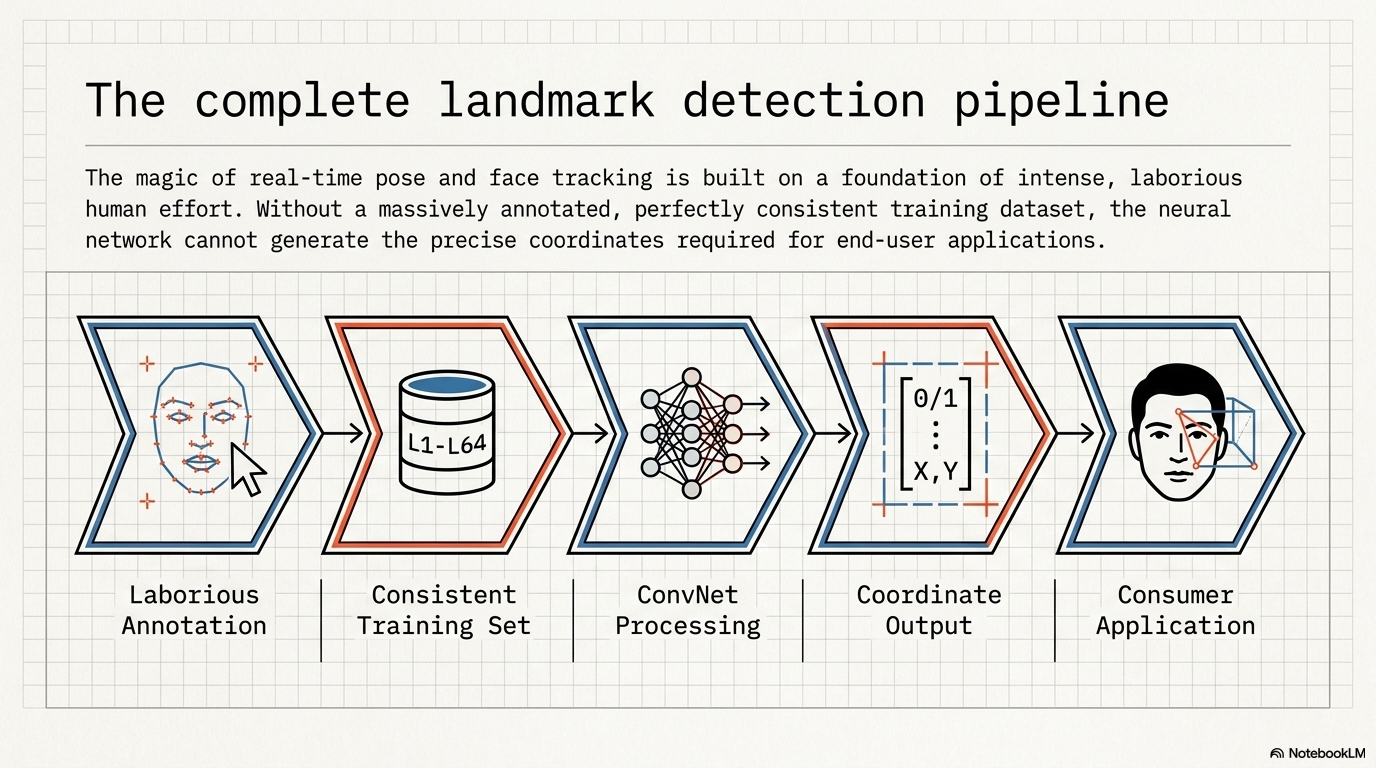 The complete landmark detection pipeline
The magic of real-time pose and face tracking is built on a foundation of intense, laborious
human effort. Without a massively annotated, perfectly consistent training dataset, the neural
network cannot generate the precise coordinates required for end-user applications.
L1-L64
0/1
⋮
X,Y
Laborious
Annotation
Consistent
Training Set
ConvNet
Processing
Coordinate
Output
Consumer
Application
NotebookLM